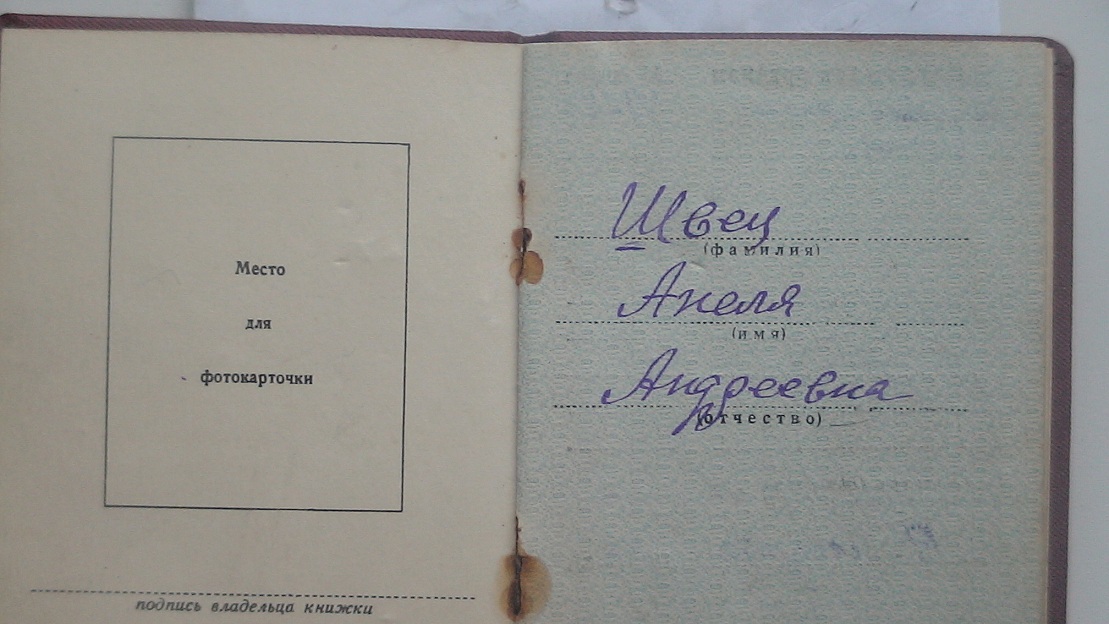 Место
для
фотокарточки
подпись владельца книжки
Швец
(фамилия)
Анеля
(имя)
Андреевна
(отчество)